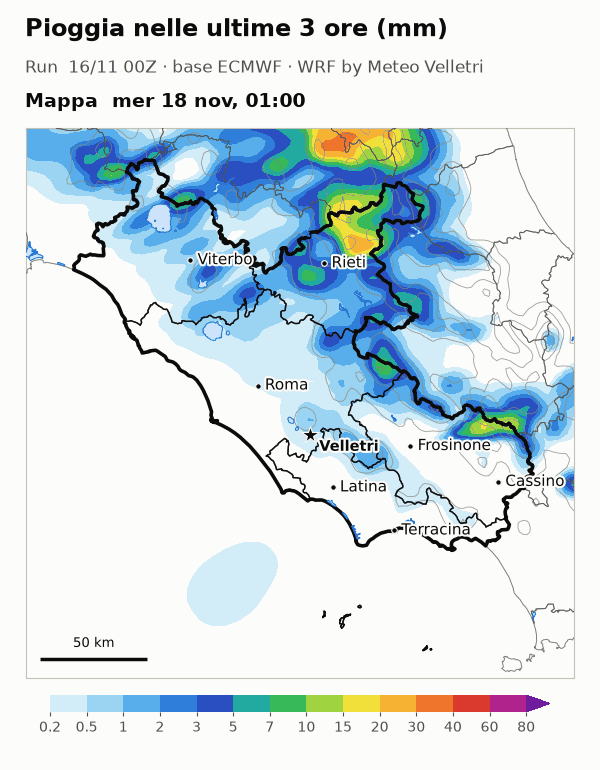 Pioggia nelle ultime 3 ore (mm)
Run  16/11 00Z · base ECMWF · WRF by Meteo Velletri
Mappa  mer 18 nov, 01:00
Viterbo
Rieti
Roma
Velletri
Frosinone
Latina
Cassino
Terracina
50 km
0.2 0.5 1 2 3 5 7 10 15 20 30 40 60 80